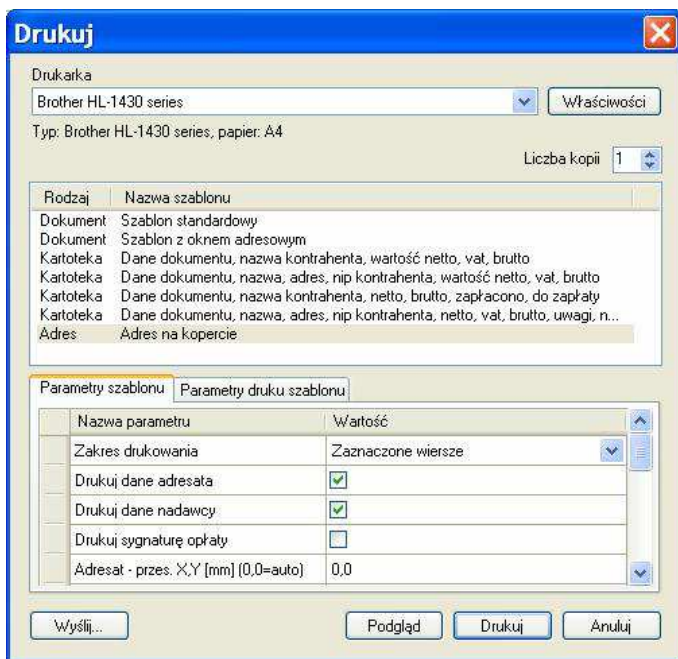 Drukuj
Drukarka
Brother HL-1430 series
Właściwości
Typ: Brother HL-1430 series, papier: A4
Liczba kopii 1
Rodzaj Nazwa szablonu
Dokument Szablon standardowy
Dokument Szablon z oknem adresowym
Kartoteka Dane dokumentu, nazwa kontrahenta, wartość netto, vat, brutto
Kartoteka Dane dokumentu, nazwa, adres, nip kontrahenta, wartość netto, vat, brutto
Kartoteka Dane dokumentu, nazwa kontrahenta, netto, brutto, zapłacono, do zapłaty
Kartoteka Dane dokumentu, nazwa, adres, nip kontrahenta, netto, vat, brutto, uwagi, n...
Adres Adres na kopercie
Parametry szablonu Parametry druku szablonu
Nazwa parametru Wartość
Zakres drukowania Zaznaczone wiersze
Drukuj dane adresata
Drukuj dane nadawcy
Drukuj sygnaturę opłaty
Adresat - przes. X,Y [mm] (0,0=auto) 0,0
Wyślij... Podgląd Drukuj Anuluj